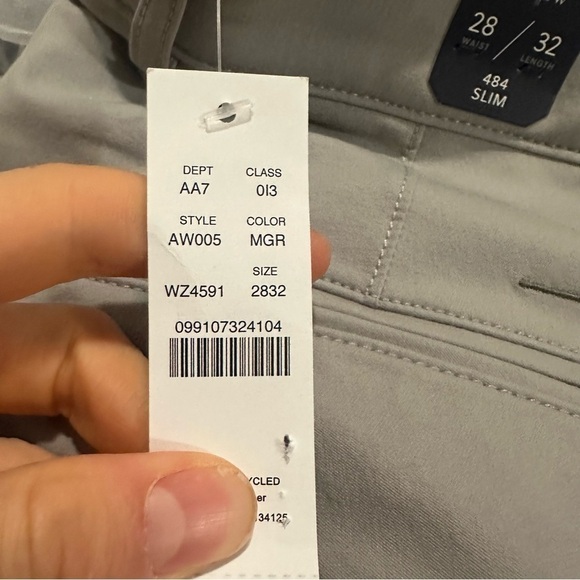 28 / 32
WAIST LENGTH
484
SLIM
DEPT CLASS
AA7 0I3
STYLE COLOR
AW005 MGR
SIZE
WZ4591 2832
099107324104
YCLED
er
34125